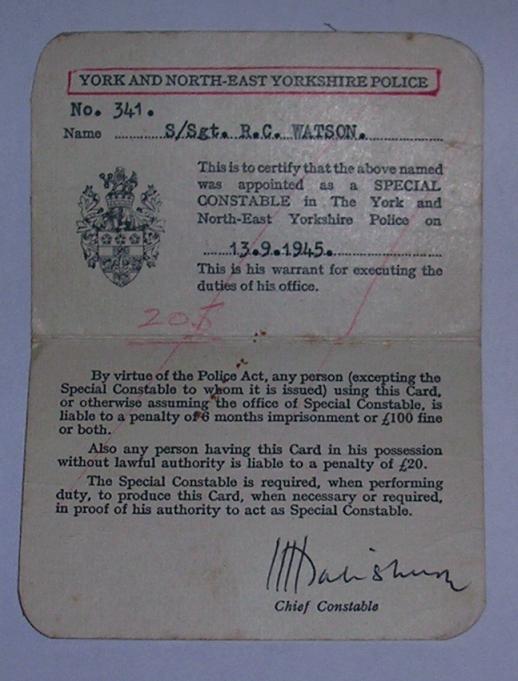 YORK AND NORTH-EAST YORKSHIRE POLICE
No. 341.
Name S/Sgt. R.C. WATSON.
This is to certify that the above named
was appointed as a SPECIAL
CONSTABLE in The York and
North-East Yorkshire Police on
13.9.1945.
This is his warrant for executing the
duties of his office.
By virtue of the Police Act, any person (excepting the
Special Constable to whom it is issued) using this Card,
or otherwise assuming the office of Special Constable, is
liable to a penalty of 6 months imprisonment or £100 fine
or both.
Also any person having this Card in his possession
without lawful authority is liable to a penalty of £20.
The Special Constable is required, when performing
duty, to produce this Card, when necessary or required,
in proof of his authority to act as Special Constable.
Chief Constable